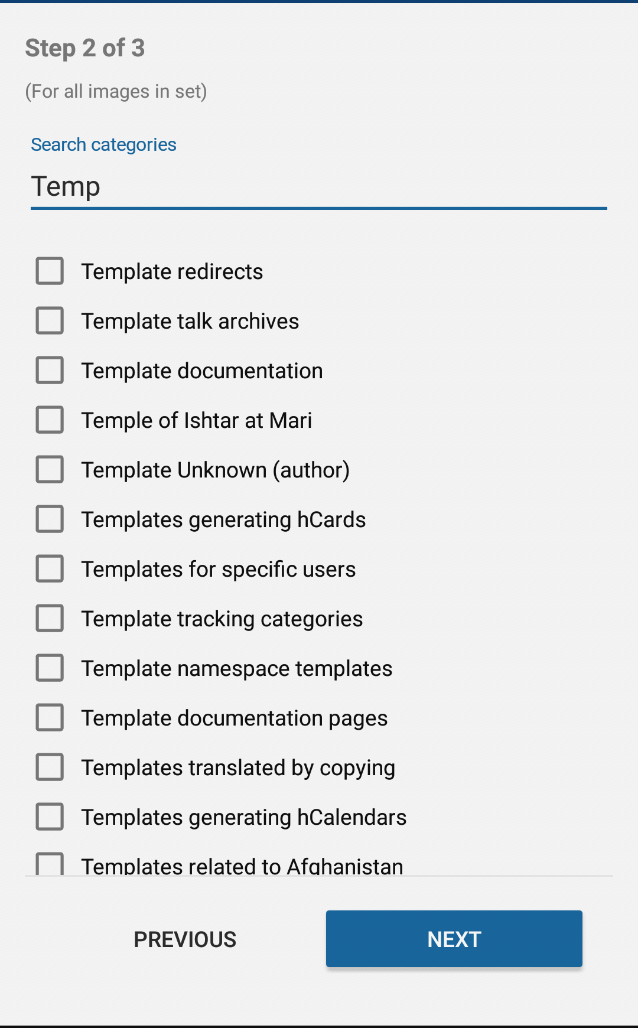 Step 2 of 3
(For all images in set)
Search categories
Temp
Template redirects
Template talk archives
Template documentation
Temple of Ishtar at Mari
Template Unknown (author)
Templates generating hCards
Templates for specific users
Template tracking categories
Template namespace templates
Template documentation pages
Templates translated by copying
Templates generating hCalendars
Templates related to Afghanistan
PREVIOUS NEXT